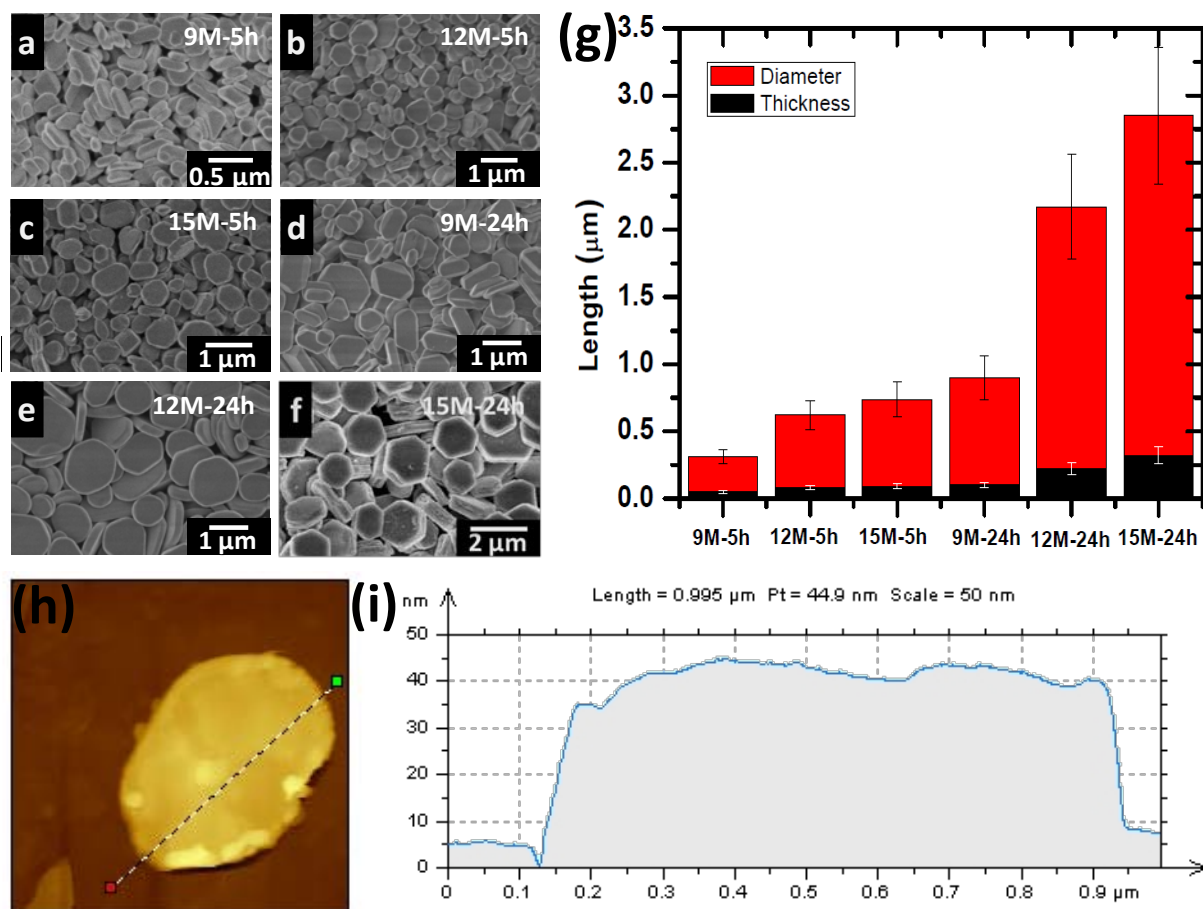 a
9M-5h
0.5 μm
b
12M-5h
1 μm
c
15M-5h
1 μm
d
9M-24h
1 μm
e
12M-24h
1 μm
f
15M-24h
2 μm
(g)
Length (μm)
3.5
3.0
2.5
2.0
1.5
1.0
0.5
0.0
Diameter
Thickness
9M-5h 12M-5h 15M-5h 9M-24h 12M-24h 15M-24h
(h)
(i)
Length = 0.995 μm Pt = 44.9 nm Scale = 50 nm
nm
50
40
30
20
10
0
0 0.1 0.2 0.3 0.4 0.5 0.6 0.7 0.8 0.9 μm